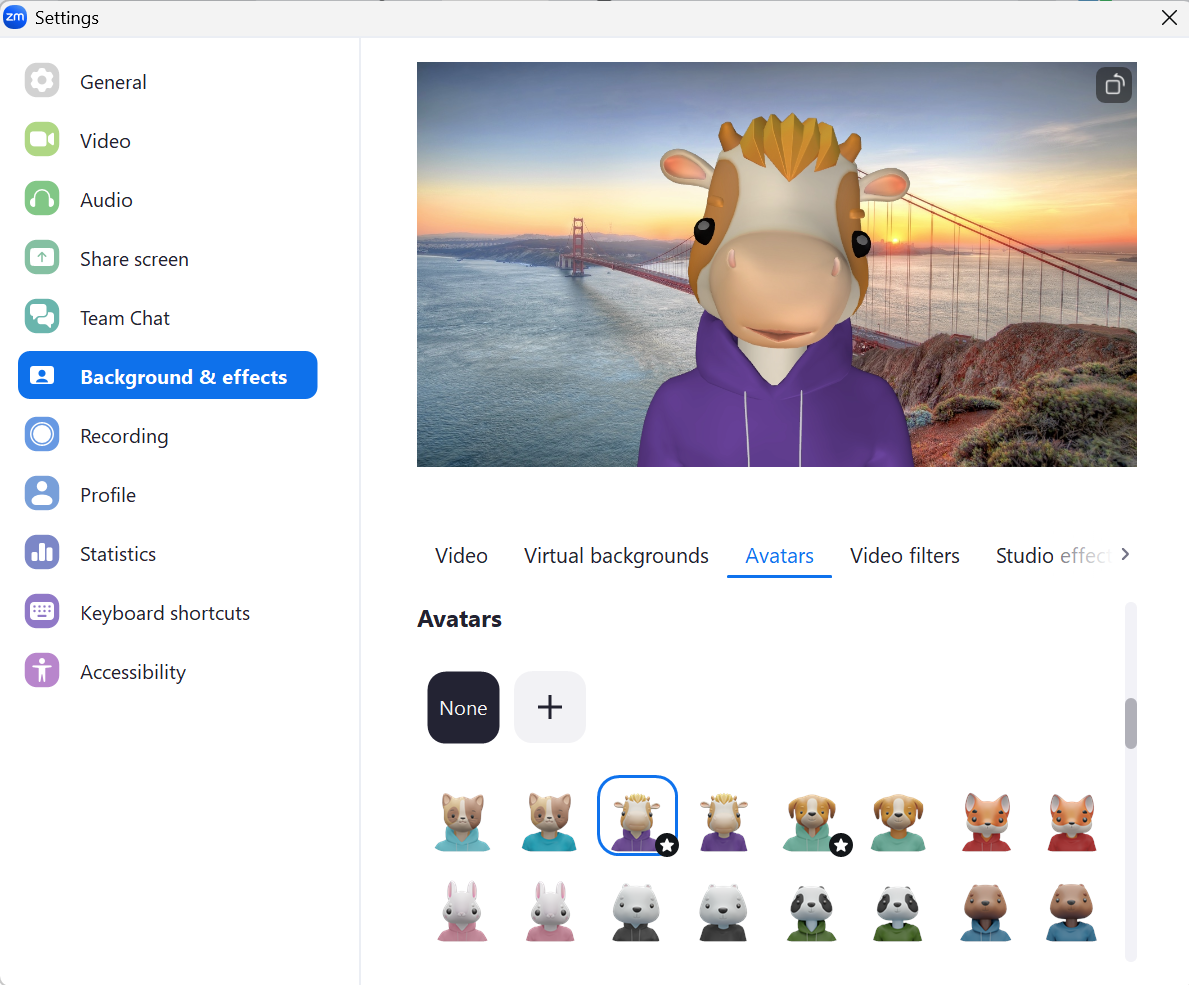 zm Settings
General
Video
Audio
Share screen
Team Chat
Background & effects
Recording
Profile
Statistics
Keyboard shortcuts
Accessibility
Video Virtual backgrounds Avatars Video filters Studio effect
Avatars
None